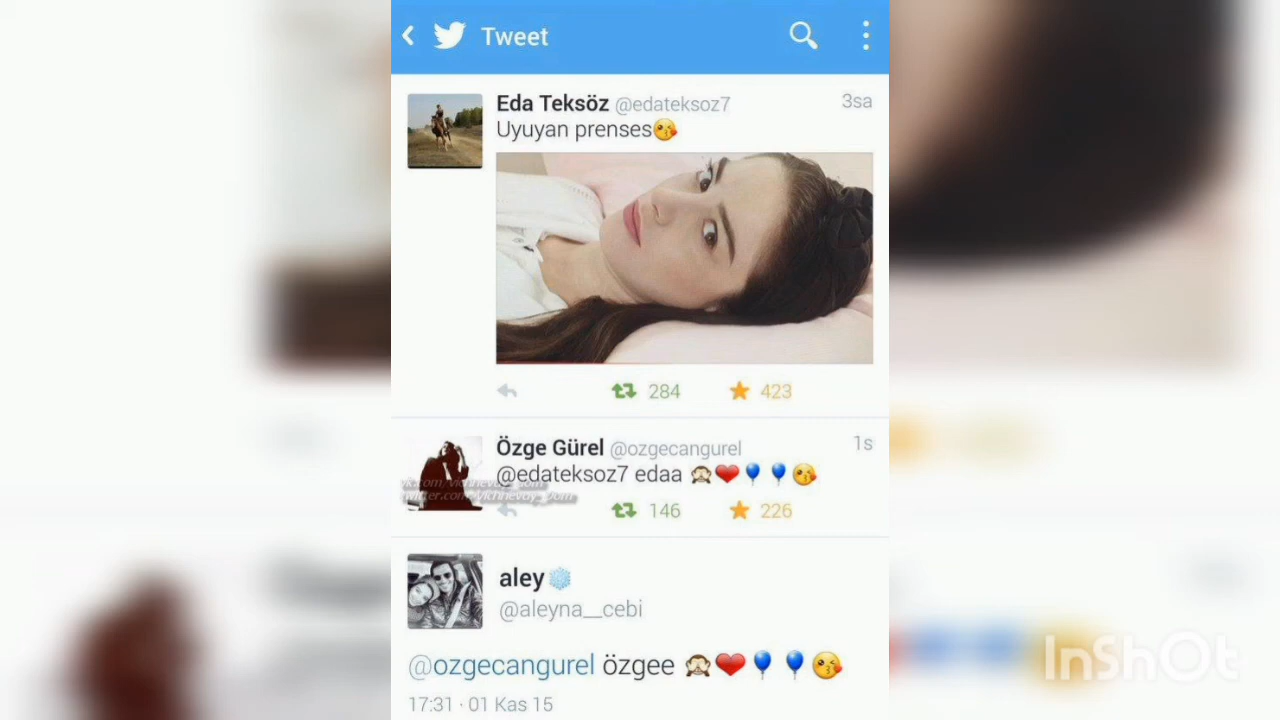 Tweet
Eda Teksöz @edateksoz7 3sa
Uyuyan prenses😘
284 423
Özge Gürel @ozgecangurel 1s
@edateksoz7 edaa 🙈❤🎈🎈😘
146 226
aley❄
@aleyna__cebi
@ozgecangurel özgee 🙈❤🎈🎈😘
17:31 · 01 Kas 15
InShOt